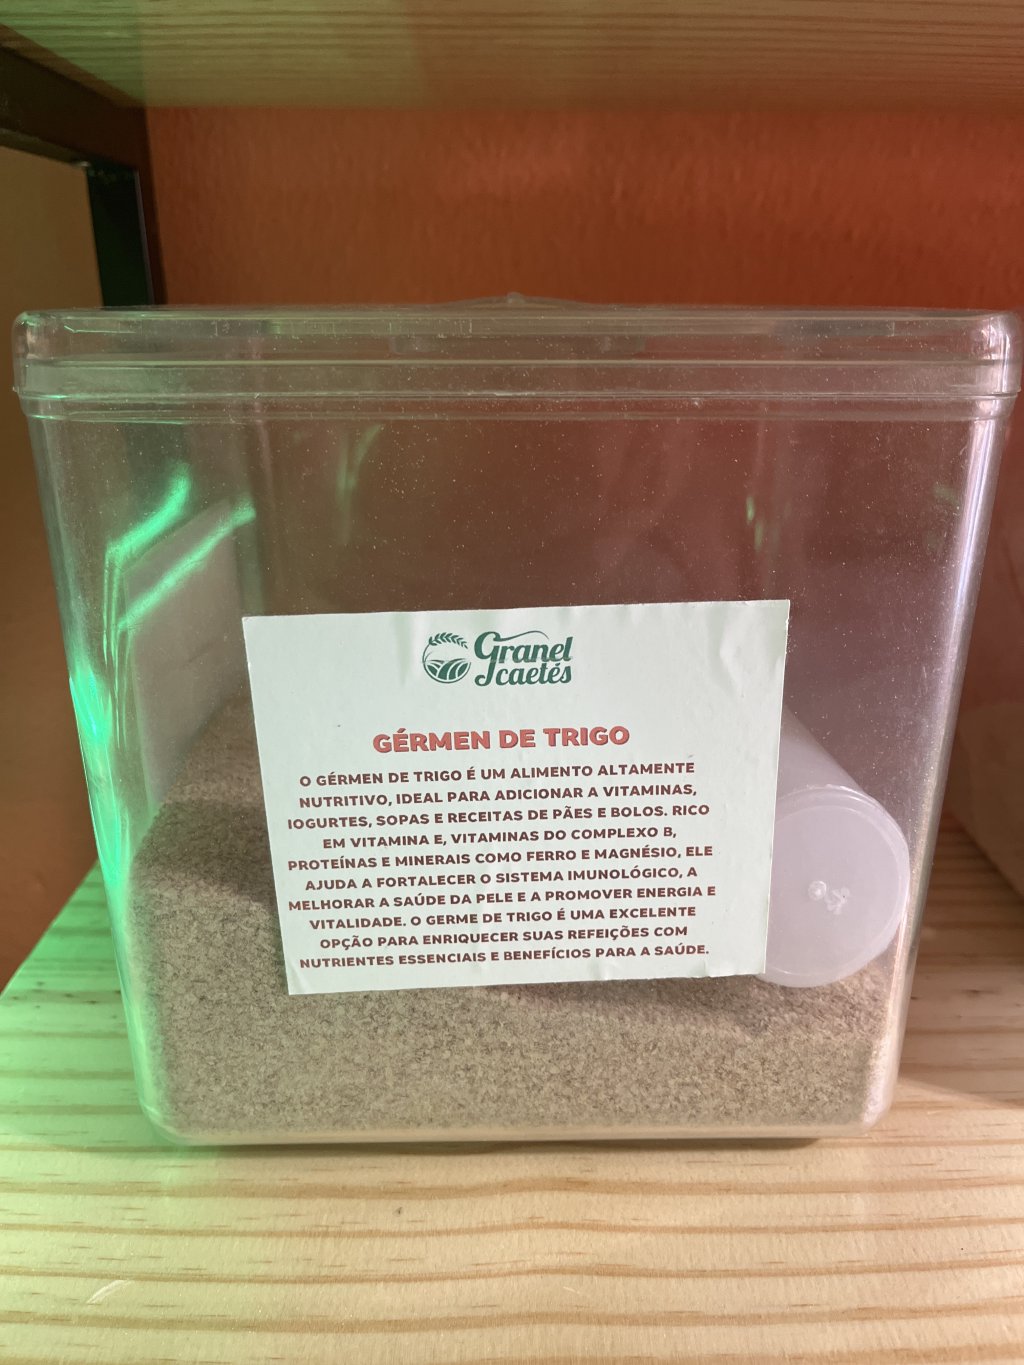 Granel
caetés
GÉRMEN DE TRIGO
O GÉRMEN DE TRIGO É UM ALIMENTO ALTAMENTE
NUTRITIVO, IDEAL PARA ADICIONAR A VITAMINAS,
IOGURTES, SOPAS E RECEITAS DE PÃES E BOLOS. RICO
EM VITAMINA E, VITAMINAS DO COMPLEXO B,
PROTEÍNAS E MINERAIS COMO FERRO E MAGNÉSIO, ELE
AJUDA A FORTALECER O SISTEMA IMUNOLÓGICO, A
MELHORAR A SAÚDE DA PELE E A PROMOVER ENERGIA E
VITALIDADE. O GERME DE TRIGO É UMA EXCELENTE
OPÇÃO PARA ENRIQUECER SUAS REFEIÇÕES COM
NUTRIENTES ESSENCIAIS E BENEFÍCIOS PARA A SAÚDE.